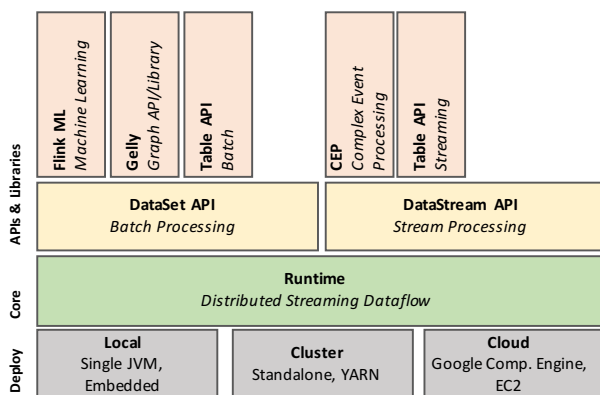 Flink ML
Machine Learning
Gelly
Graph API/Library
Table API
Batch
CEP
Complex Event
Processing
Table API
Streaming
APIs & Libraries
DataSet API
Batch Processing
DataStream API
Stream Processing
Core
Runtime
Distributed Streaming Dataflow
Deploy
Local
Single JVM,
Embedded
Cluster
Standalone, YARN
Cloud
Google Comp. Engine,
EC2